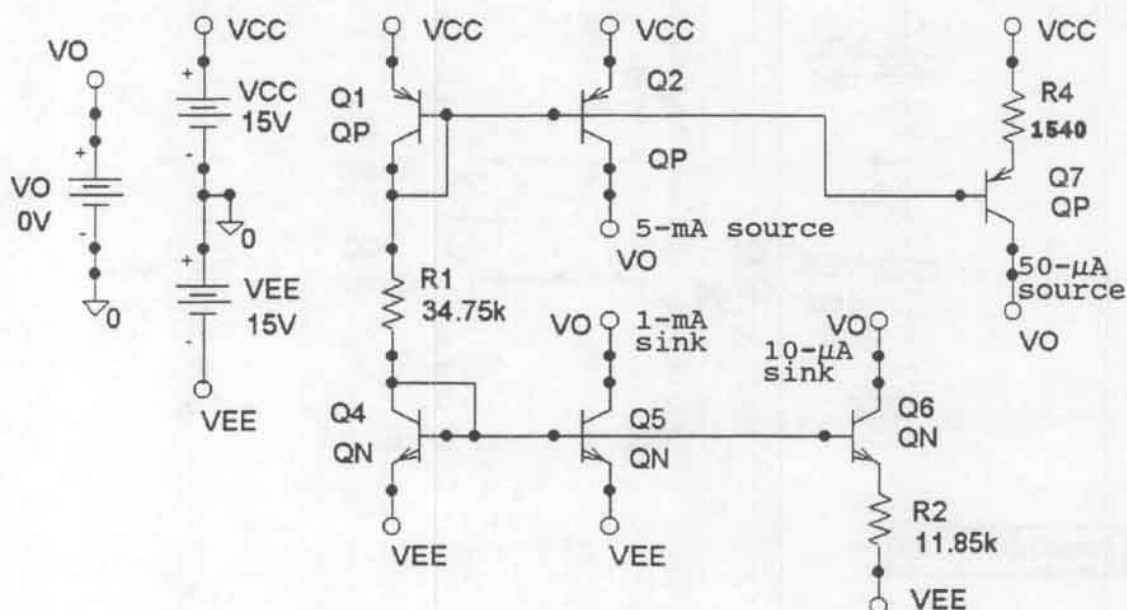 VO
VO
0V
0
VCC
VCC
15V
0
VEE
15V
VEE
VCC
Q1
QP
R1
34.75k
Q4
QN
VEE
VCC
Q2
QP
5-mA source
VO
VO
1-mA
sink
Q5
QN
VEE
10-µA
sink
VO
Q6
QN
R2
11.85k
VEE
VCC
R4
1540
Q7
QP
50-µA
source
VO
+
-
+
-
+
-